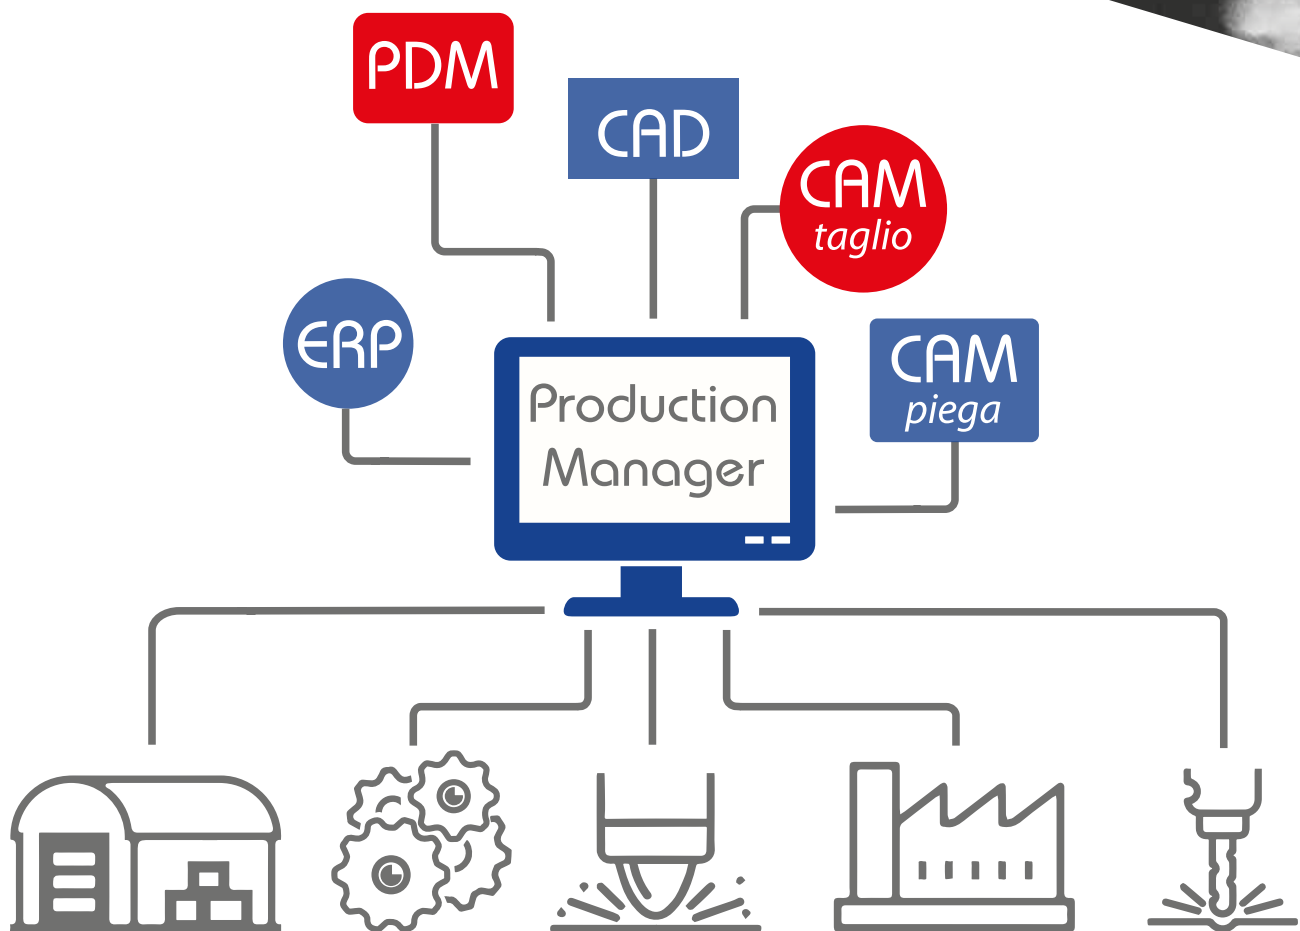 PDM
CAD
CAM
taglio
ERP
CAM
piega
Production
Manager